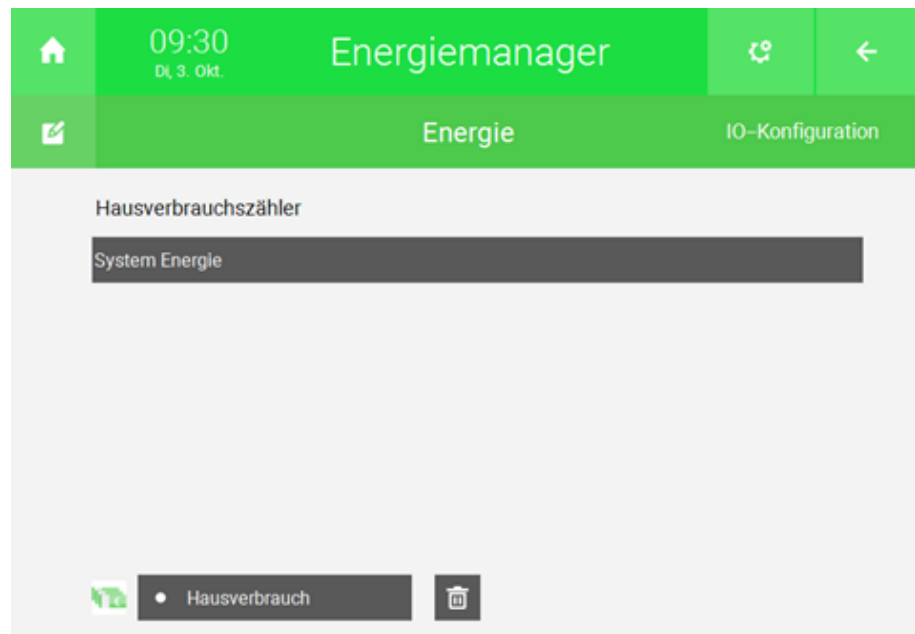 09:30
Di, 3. Okt.
Energiemanager
Energie
IO-Konfiguration
Hausverbrauchszähler
System Energie
Hausverbrauch